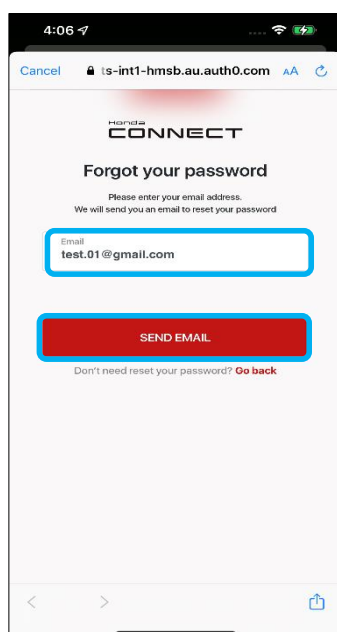 4:06
Cancel ts-int1-hmsb.au.auth0.com AA
Honda
CONNECT
Forgot your password
Please enter your email address.
We will send you an email to reset your password
Email
test.01@gmail.com
SEND EMAIL
Don't need reset your password? Go back